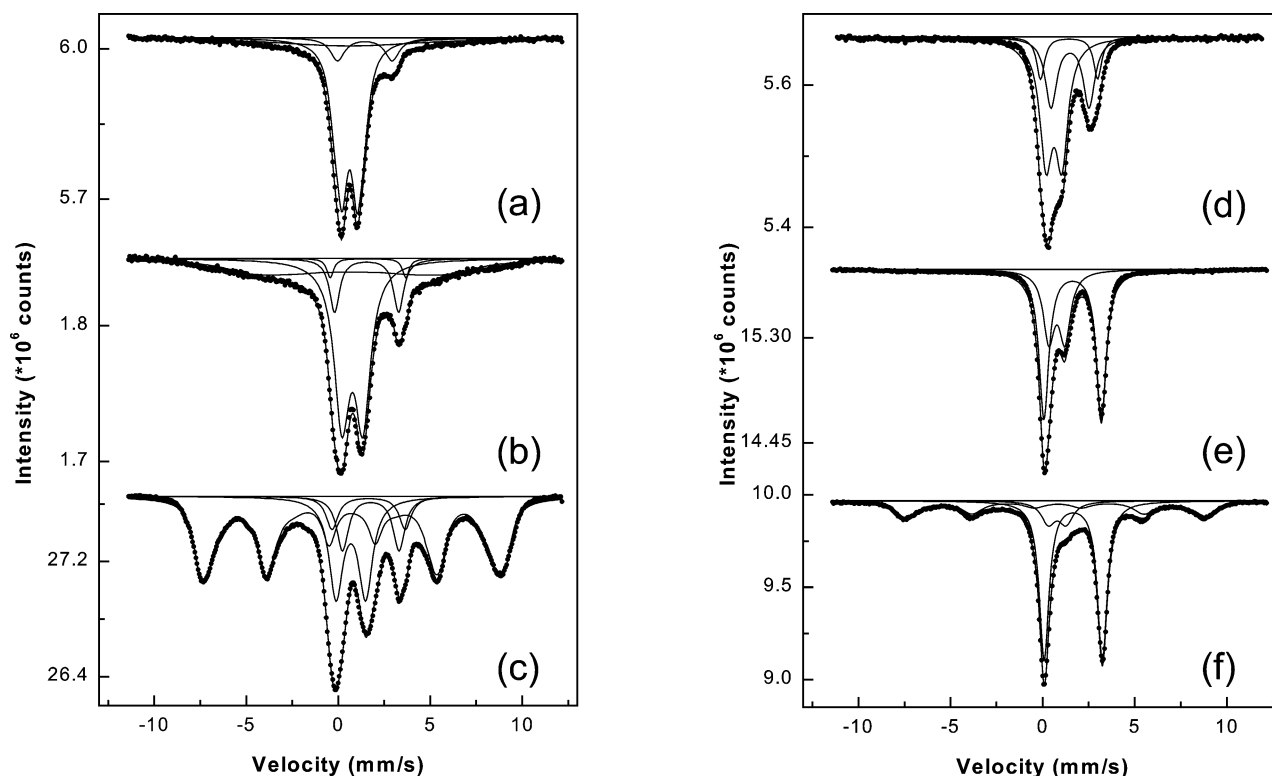 6.0
5.7
1.8
1.7
27.2
26.4
Intensity (*10⁶ counts)
(a)
(b)
(c)
-10 -5 0 5 10
Velocity (mm/s)
5.6
5.4
15.30
14.45
10.0
9.5
9.0
Intensity (*10⁶ counts)
(d)
(e)
(f)
-10 -5 0 5 10
Velocity (mm/s)